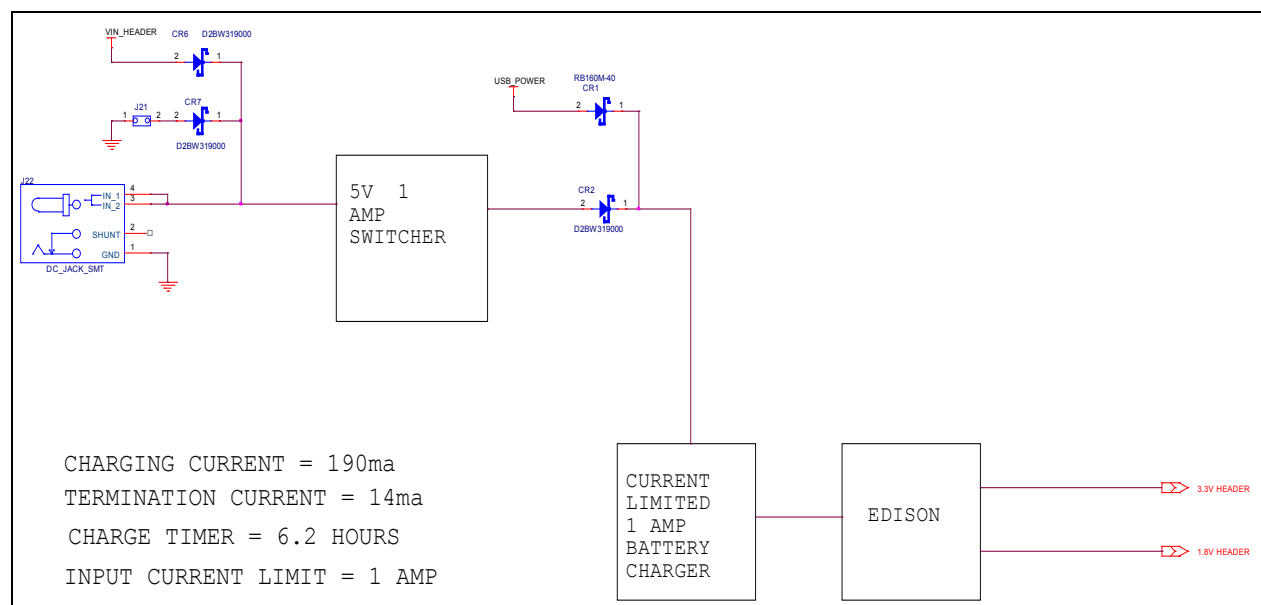 VIN_HEADER
CR6 D2BW319000
2 1
USB_POWER
RB160M-40
CR1
2 1
J21
CR7
1 2 2 1
D2BW319000
J22
IN_1 4
IN_2 3
SHUNT 2
GND 1
DC_JACK_SMT
5V 1
AMP
SWITCHER
CR2
2 1
D2BW319000
CHARGING CURRENT = 190ma
TERMINATION CURRENT = 14ma
CHARGE TIMER = 6.2 HOURS
INPUT CURRENT LIMIT = 1 AMP
CURRENT
LIMITED
1 AMP
BATTERY
CHARGER
EDISON
3.3V HEADER
1.8V HEADER